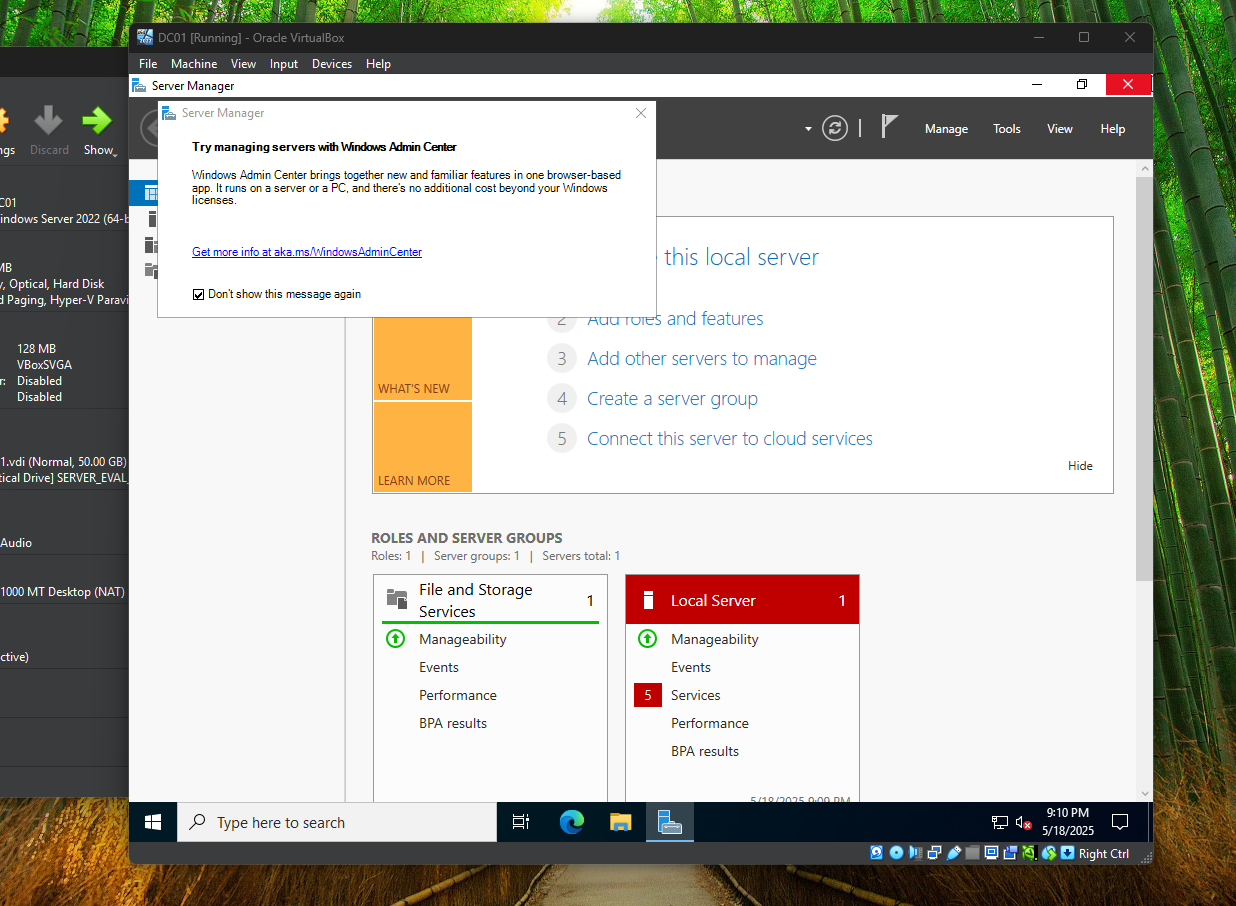 DC01 [Running] - Oracle VirtualBox
File Machine View Input Devices Help
Server Manager
Server Manager
Try managing servers with Windows Admin Center
Windows Admin Center brings together new and familiar features in one browser-based
app. It runs on a server or a PC, and there's no additional cost beyond your Windows
licenses.
Get more info at aka.ms/WindowsAdminCenter
Don't show this message again
Manage Tools View Help
this local server
2 Add roles and features
3 Add other servers to manage
4 Create a server group
5 Connect this server to cloud services
WHAT'S NEW
LEARN MORE
Hide
ROLES AND SERVER GROUPS
Roles: 1 | Server groups: 1 | Servers total: 1
File and Storage
Services
1
Manageability
Events
Performance
BPA results
Local Server 1
Manageability
Events
5 Services
Performance
BPA results
5/18/2025 9:09 PM
Type here to search
9:10 PM
5/18/2025
Right Ctrl
ngs Discard Show
C01
indows Server 2022 (64-b
MB
y, Optical, Hard Disk
d Paging, Hyper-V Paravi
128 MB
VBoxSVGA
r: Disabled
Disabled
1.vdi (Normal, 50.00 GB)
tical Drive] SERVER_EVAL_
Audio
1000 MT Desktop (NAT)
ctive)